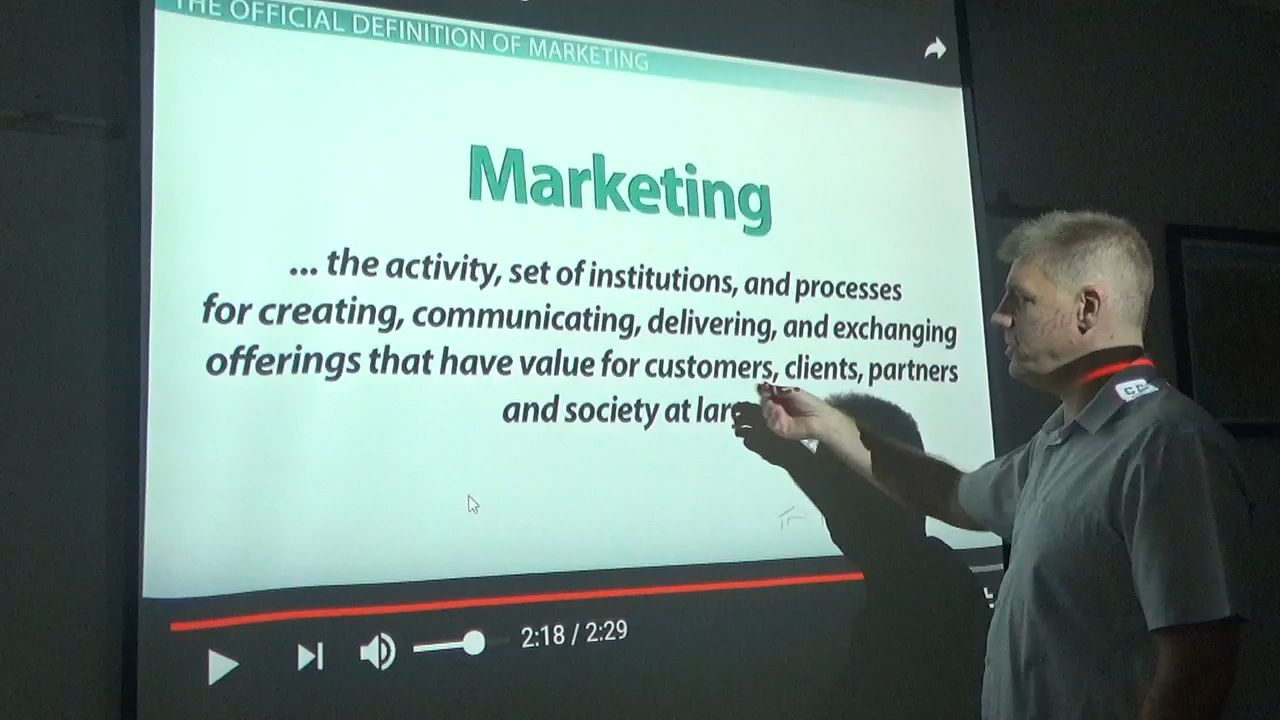 THE OFFICIAL DEFINITION OF MARKETING
Marketing
... the activity, set of institutions, and processes
for creating, communicating, delivering, and exchanging
offerings that have value for customers, clients, partners
and society at larg
2:18 / 2:29